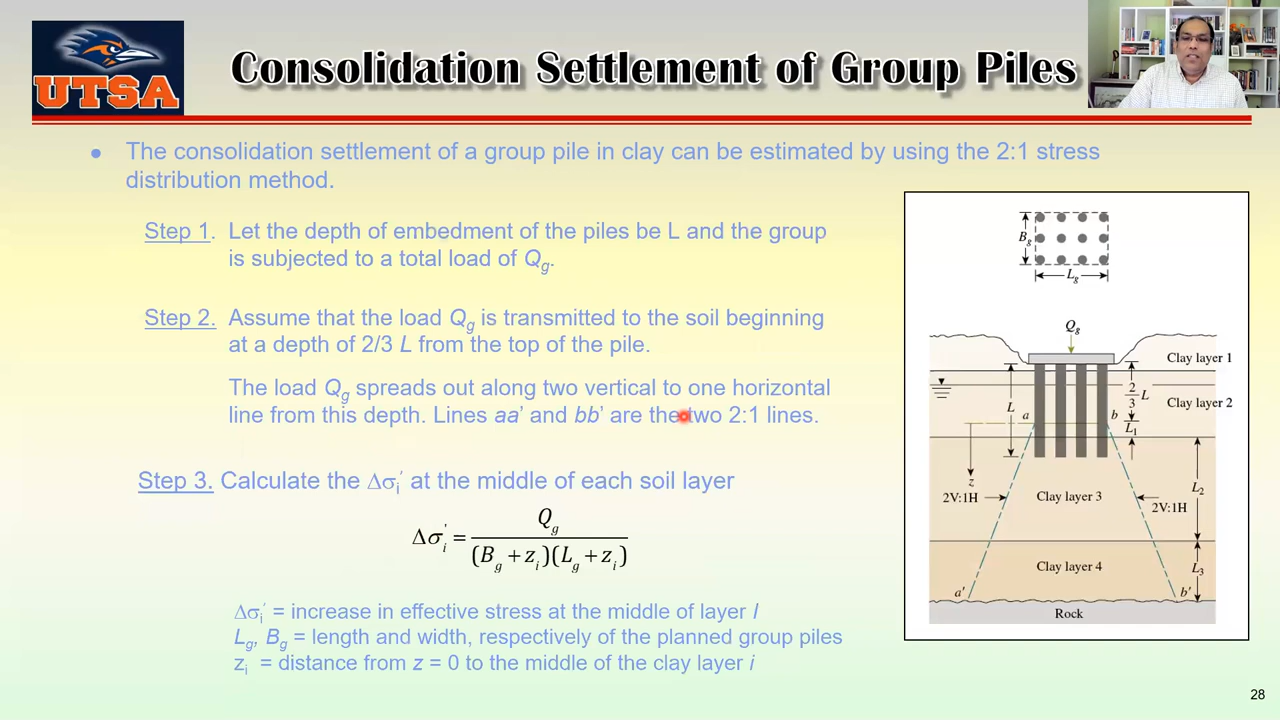 UTSA
Consolidation Settlement of Group Piles
• The consolidation settlement of a group pile in clay can be estimated by using the 2:1 stress
distribution method.
Step 1. Let the depth of embedment of the piles be L and the group
is subjected to a total load of Qg.
Step 2. Assume that the load Qg is transmitted to the soil beginning
at a depth of 2/3 L from the top of the pile.
The load Qg spreads out along two vertical to one horizontal
line from this depth. Lines aa’ and bb’ are the two 2:1 lines.
Step 3. Calculate the Δσi' at the middle of each soil layer
Δσi' = Qg / (Bg + zi)(Lg + zi)
Δσi' = increase in effective stress at the middle of layer I
Lg, Bg = length and width, respectively of the planned group piles
zi = distance from z = 0 to the middle of the clay layer i
Bg
Lg
Qg
Clay layer 1
2/3 L
L
Clay layer 2
a
b
L1
z
L2
2V:1H
Clay layer 3
2V:1H
Clay layer 4
L3
a'
b'
Rock
28